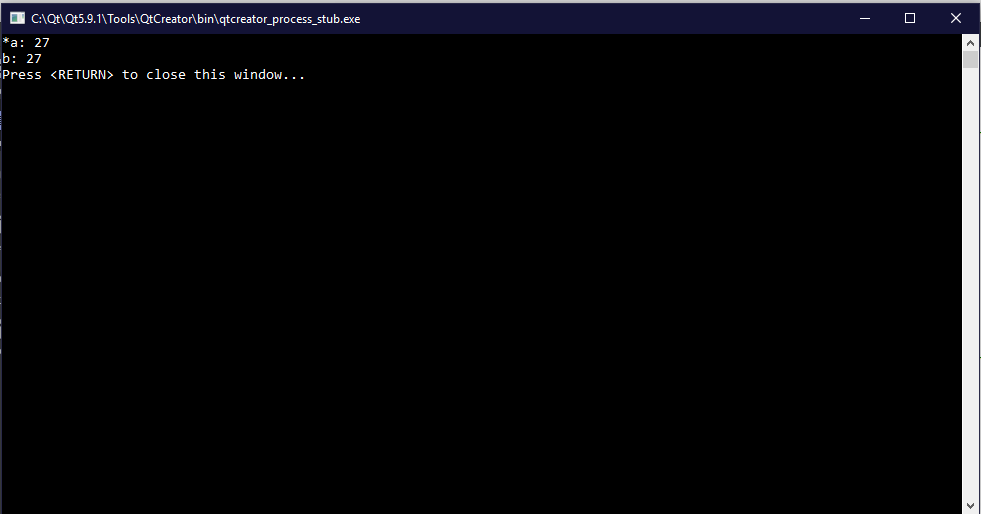 C:\Qt\Qt5.9.1\Tools\QtCreator\bin\qtcreator_process_stub.exe
*a: 27
b: 27
Press <RETURN> to close this window...